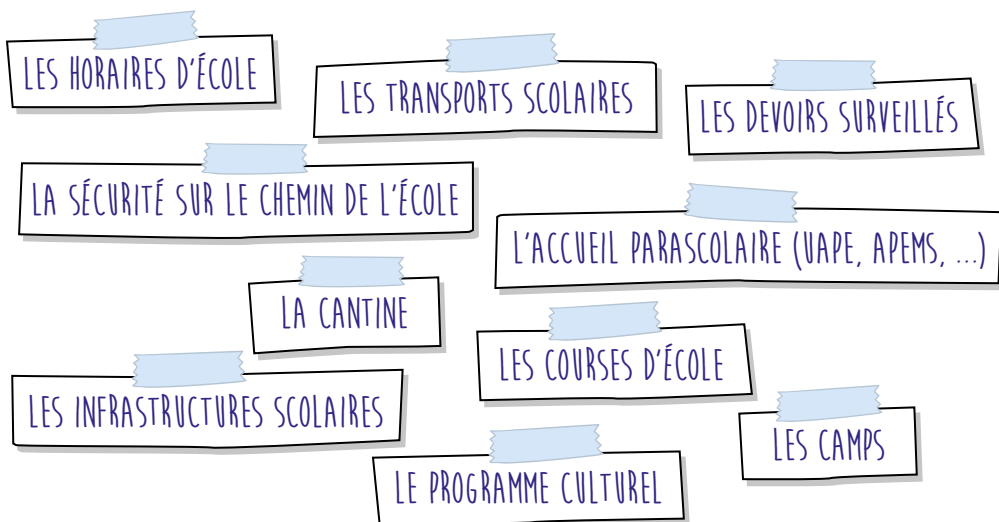 LES HORAIRES D'ÉCOLE
LES TRANSPORTS SCOLAIRES
LES DEVOIRS SURVEILLÉS
LA SÉCURITÉ SUR LE CHEMIN DE L'ÉCOLE
L'ACCUEIL PARASCOLAIRE (UAPE, APEMS, ...)
LA CANTINE
LES COURSES D'ÉCOLE
LES INFRASTRUCTURES SCOLAIRES
LES CAMPS
LE PROGRAMME CULTUREL